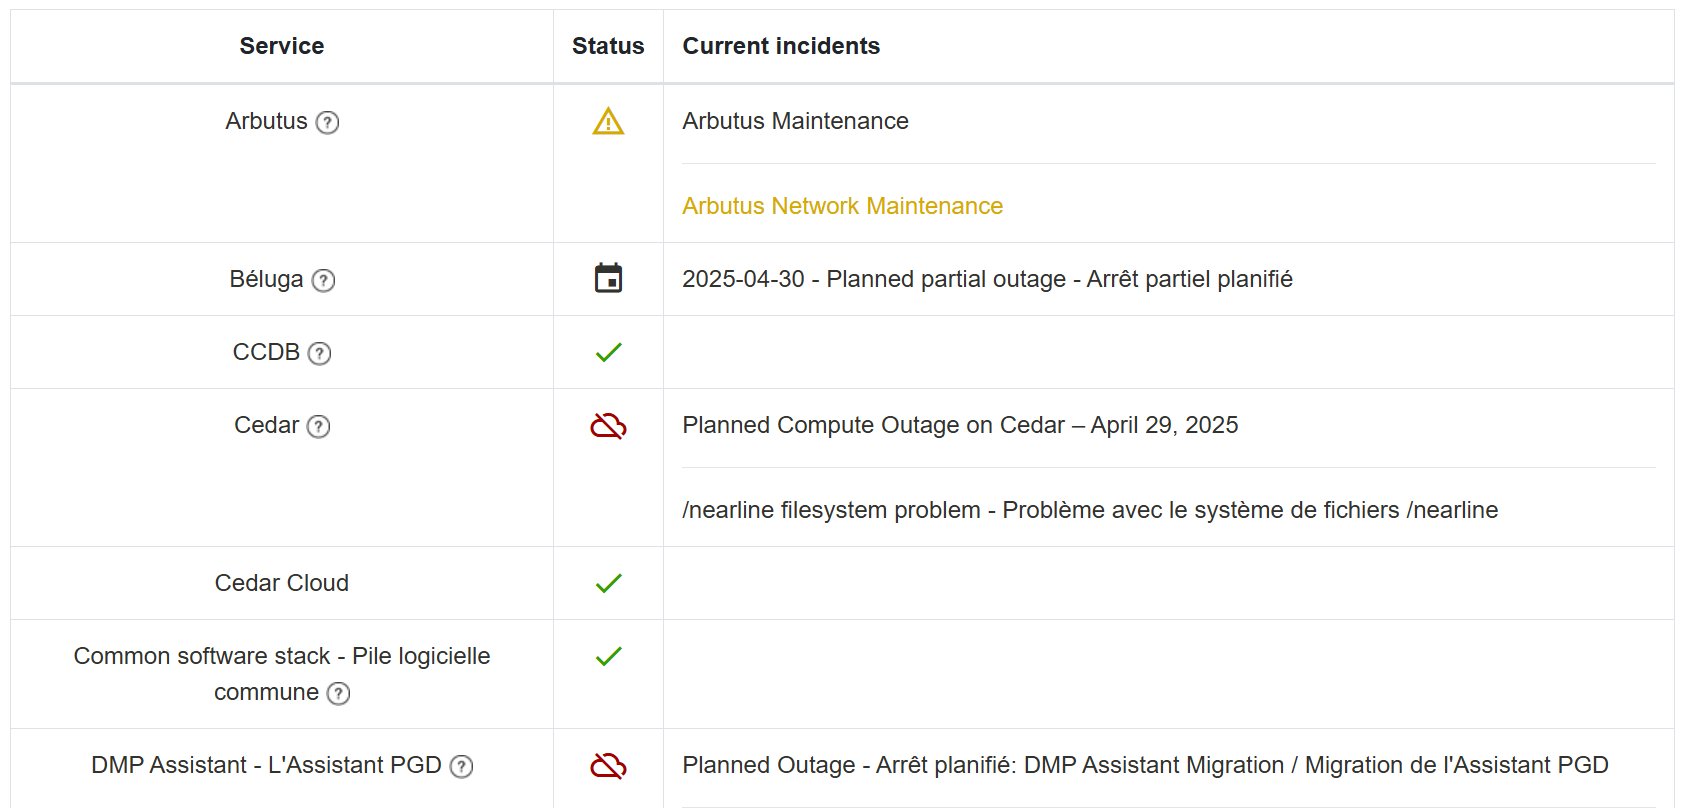 Service Status Current incidents
Arbutus ? Arbutus Maintenance
Arbutus Network Maintenance
Béluga ? 2025-04-30 - Planned partial outage - Arrêt partiel planifié
CCDB ?
Cedar ? Planned Compute Outage on Cedar – April 29, 2025
/nearline filesystem problem - Problème avec le système de fichiers /nearline
Cedar Cloud
Common software stack - Pile logicielle
commune ?
DMP Assistant - L'Assistant PGD ? Planned Outage - Arrêt planifié: DMP Assistant Migration / Migration de l'Assistant PGD